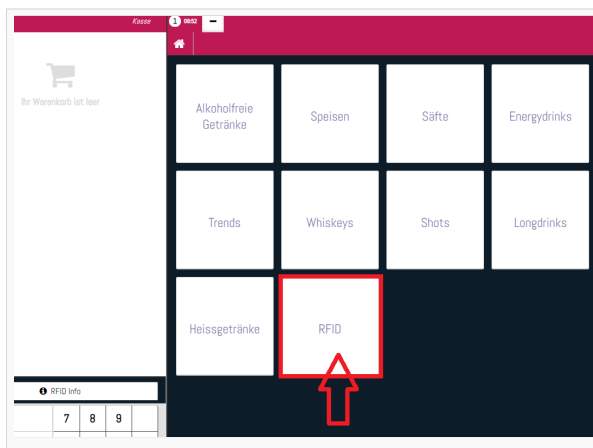 Kasse
1 09:52
Ihr Warenkorb ist leer
Alkoholfreie
Getränke
Speisen
Säfte
Energydrinks
Trends
Whiskeys
Shots
Longdrinks
Heissgetränke
RFID
RFID Info
7 8 9